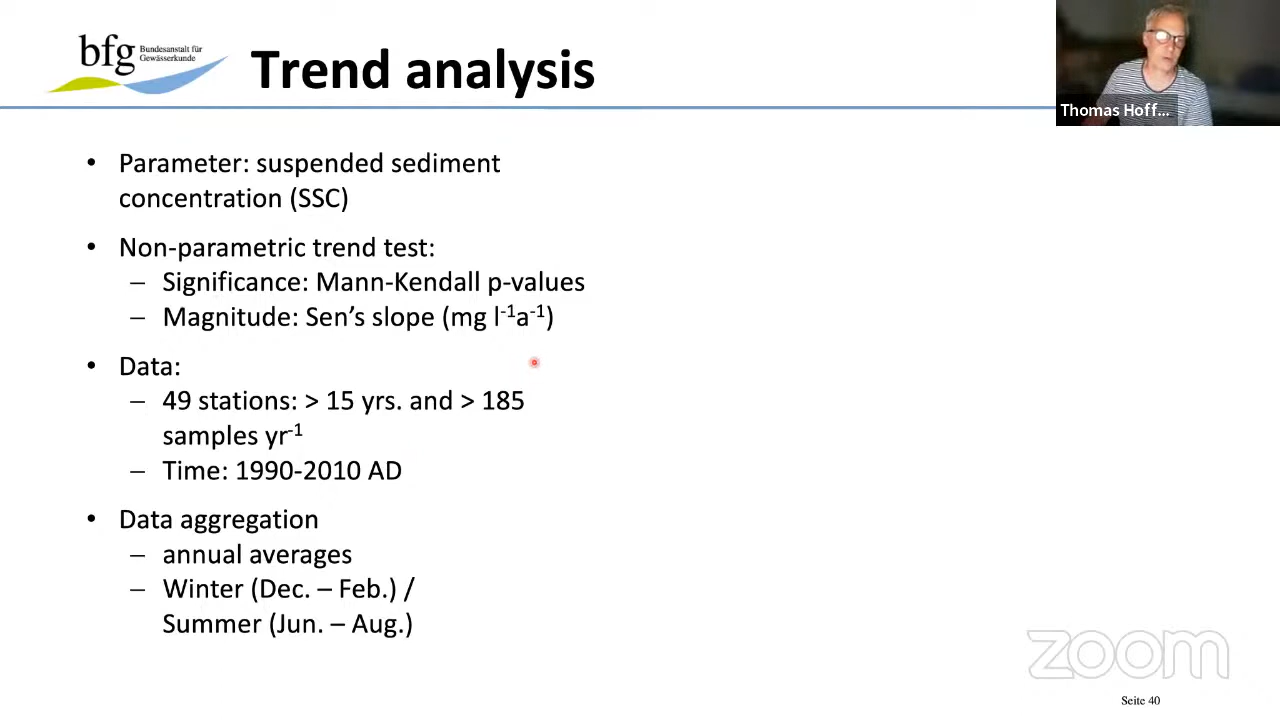 bfg
Bundesanstalt für
Gewässerkunde
Trend analysis
Thomas Hoff...
• Parameter: suspended sediment
concentration (SSC)
• Non-parametric trend test:
– Significance: Mann-Kendall p-values
– Magnitude: Sen’s slope (mg l⁻¹a⁻¹)
• Data:
– 49 stations: > 15 yrs. and > 185
samples yr⁻¹
– Time: 1990-2010 AD
• Data aggregation
– annual averages
– Winter (Dec. – Feb.) /
Summer (Jun. – Aug.)
zoom
Seite 40